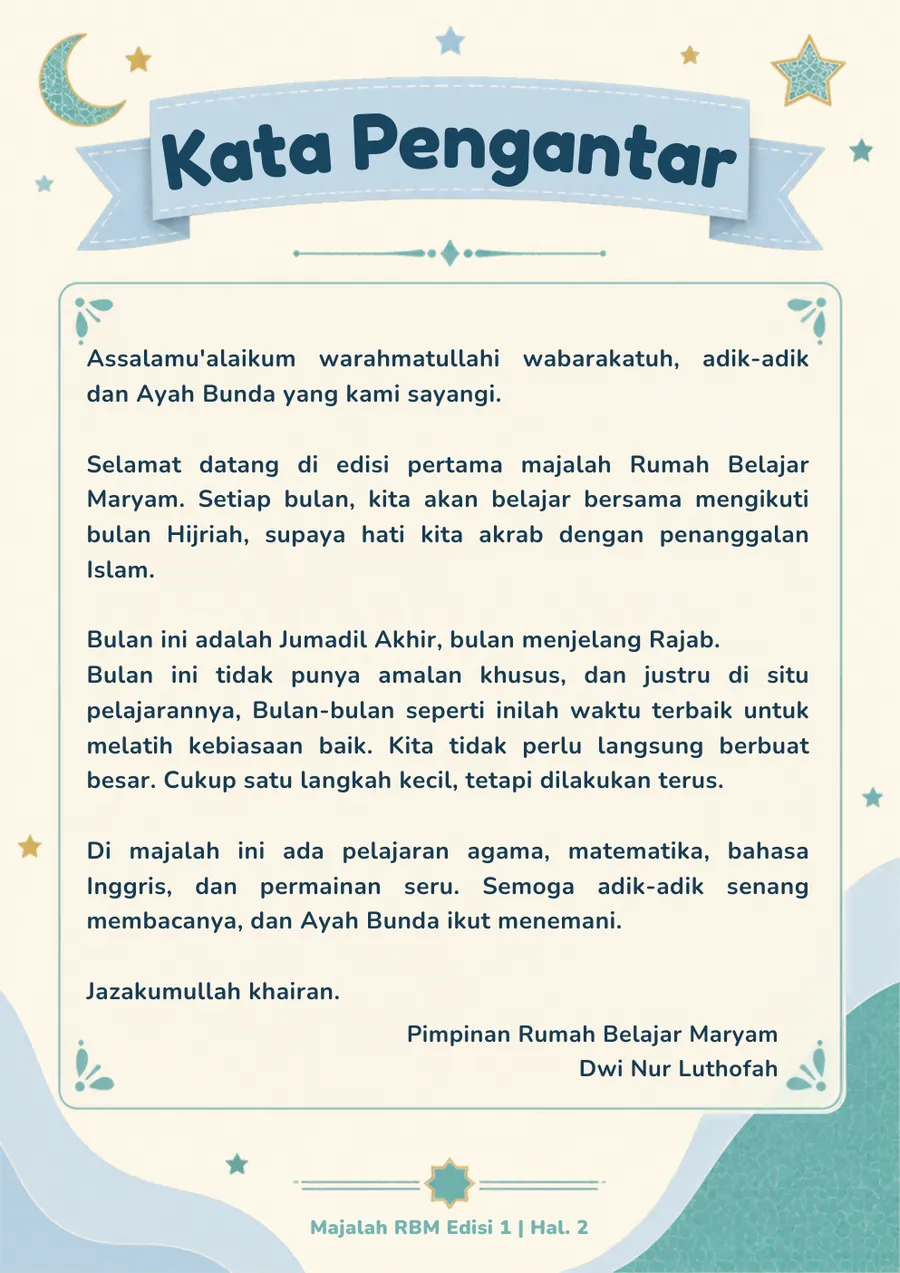 Kata Pengantar
Assalamu'alaikum warahmatullahi wabarakatuh, adik-adik
dan Ayah Bunda yang kami sayangi.
Selamat datang di edisi pertama majalah Rumah Belajar
Maryam. Setiap bulan, kita akan belajar bersama mengikuti
bulan Hijriah, supaya hati kita akrab dengan penanggalan
Islam.
Bulan ini adalah Jumadil Akhir, bulan menjelang Rajab.
Bulan ini tidak punya amalan khusus, dan justru di situ
pelajarannya, Bulan-bulan seperti inilah waktu terbaik untuk
melatih kebiasaan baik. Kita tidak perlu langsung berbuat
besar. Cukup satu langkah kecil, tetapi dilakukan terus.
Di majalah ini ada pelajaran agama, matematika, bahasa
Inggris, dan permainan seru. Semoga adik-adik senang
membacanya, dan Ayah Bunda ikut menemani.
Jazakumullah khairan.
Pimpinan Rumah Belajar Maryam
Dwi Nur Luthofah
Majalah RBM Edisi 1 | Hal. 2